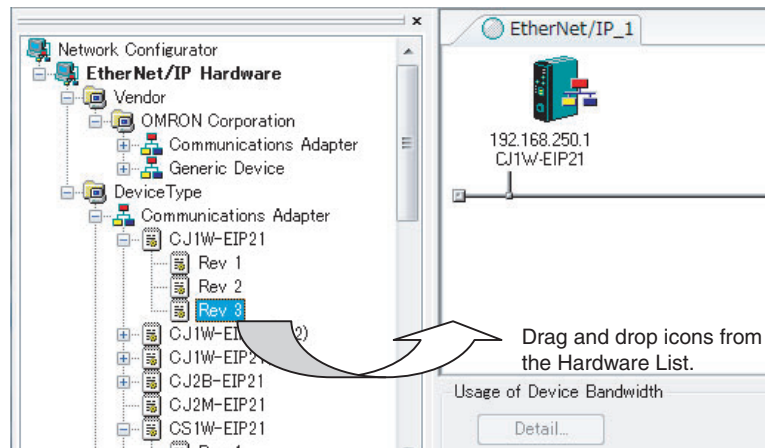 Network Configurator
EtherNet/IP Hardware
Vendor
OMRON Corporation
Communications Adapter
Generic Device
DeviceType
Communications Adapter
CJ1W-EIP21
Rev 1
Rev 2
Rev 3
CJ1W-EI 2)
CJ1W-EIP21
CJ2B-EIP21
CJ2M-EIP21
CS1W-EIP21
EtherNet/IP_1
192.168.250.1
CJ1W-EIP21
Drag and drop icons from
the Hardware List.
Usage of Device Bandwidth
Detail...